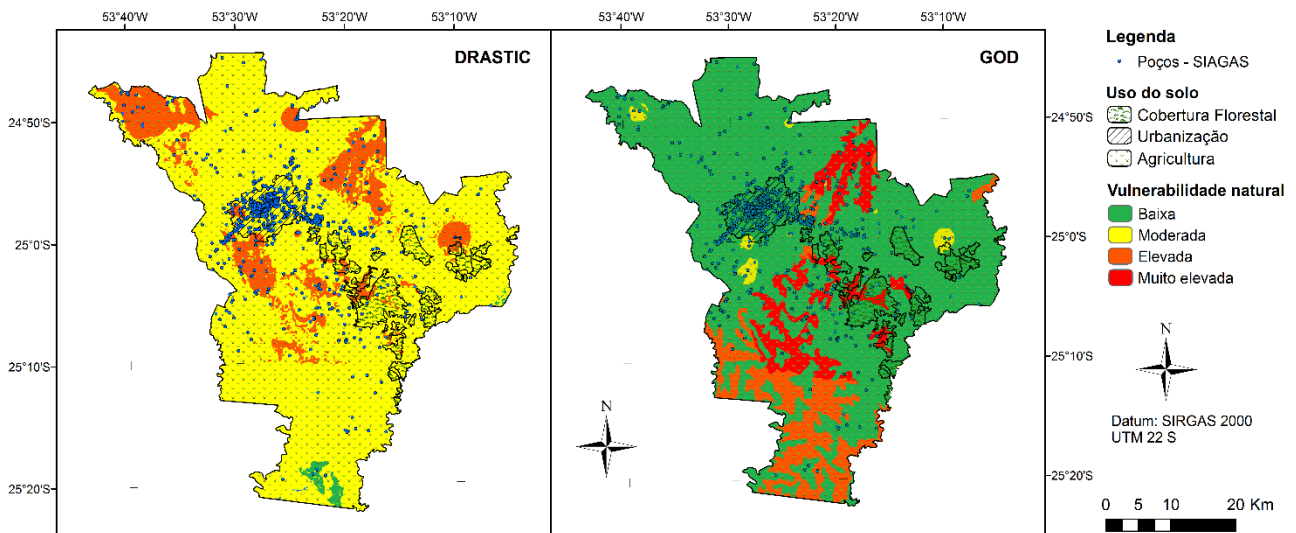 53°40'W 53°30'W 53°20'W 53°10'W
53°40'W 53°30'W 53°20'W 53°10'W
DRASTIC
GOD
24°50'S
25°0'S
25°10'S
25°20'S
24°50'S
25°0'S
25°10'S
25°20'S
N
N
Legenda
Poços - SIAGAS
Uso do solo
Cobertura Florestal
Urbanização
Agricultura
Vulnerabilidade natural
Baixa
Moderada
Elevada
Muito elevada
N
Datum: SIRGAS 2000
UTM 22 S
0 5 10 20 Km